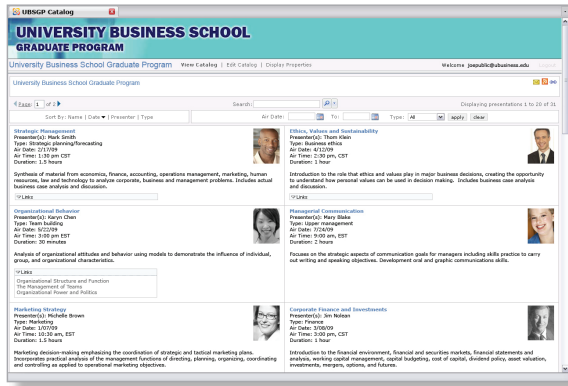 UBSGP Catalog
UNIVERSITY BUSINESS SCHOOL
GRADUATE PROGRAM
University Business School Graduate Program View Catalog | Edit Catalog | Display Properties Welcome joepublic@ubusiness.edu Logout
University Business School Graduate Program
Page: 1 of 2 Search: Displaying presentations 1 to 20 of 31
Sort By: Name | Date | Presenter | Type Air Date: To: Type: All apply clear
Strategic Management
Presenter(s): Mark Smith
Type: Strategic planning/forecasting
Air Date: 2/17/09
Air Time: 1:30 pm CST
Duration: 1.5 hours
Synthesis of material from economics, finance, accounting, operations management, marketing, human
resources, law and technology to analyze corporate, business and management problems. Includes actual
business case analysis and discussion.
Links
Ethics, Values and Sustainability
Presenter(s): Thom Klein
Type: Business ethics
Air Date: 4/12/09
Air Time: 2:30 pm, CST
Duration: 1 hour
Introduction to the role that ethics and values play in major business decisions, creating the opportunity
to understand how personal values can be used in decision making. Includes business case analysis
and discussion.
Links
Organizational Behavior
Presenter(s): Karyn Chen
Type: Team building
Air Date: 5/22/09
Air Time: 3:00 pm EST
Duration: 30 minutes
Analysis of organizational attitudes and behavior using models to demonstrate the influence of individual,
group, and organizational characteristics.
Links
Organizational Structure and Function
The Management of Teams
Organizational Power and Politics
Managerial Communication
Presenter(s): Mary Blake
Type: Upper management
Air Date: 7/24/09
Air Time: 9:00 am, EST
Duration: 2 hours
Focuses on the strategic aspects of communication goals for managers including skills practice to carry
out writing and speaking objectives. Development oral and graphic communications skills.
Marketing Strategy
Presenter(s): Michelle Brown
Type: Marketing
Air Date: 1/07/09
Air Time: 10:30 am, EST
Duration: 1.5 hours
Marketing decision-making emphasizing the coordination of strategic and tactical marketing plans.
Incorporates practical analysis of the management functions of directing, planning, organizing, coordinating
and controlling as applied to operational marketing objectives.
Corporate Finance and Investments
Presenter(s): Jim Nolean
Type: Finance
Air Date: 3/08/09
Air Time: 3:00 pm, CST
Duration: 1 hour
Introduction to the financial environment, financial and securities markets, financial statements and
analysis, working capital management, capital budgeting, cost of capital, dividend policy, asset valuation,
investments, mergers, options, and futures.